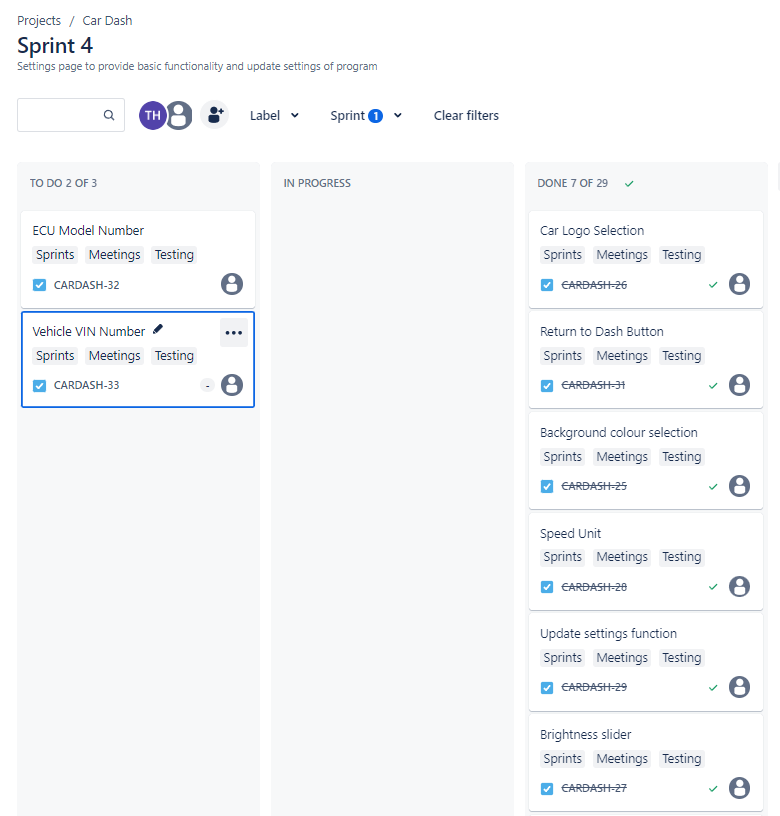 Projects / Car Dash
Sprint 4
Settings page to provide basic functionality and update settings of program
TH
Label
Sprint 1
Clear filters
TO DO 2 OF 3
ECU Model Number
Sprints Meetings Testing
CARDASH-32
Vehicle VIN Number
Sprints Meetings Testing
CARDASH-33 -
IN PROGRESS
DONE 7 OF 29
Car Logo Selection
Sprints Meetings Testing
CARDASH-26
Return to Dash Button
Sprints Meetings Testing
CARDASH-31
Background colour selection
Sprints Meetings Testing
CARDASH-25
Speed Unit
Sprints Meetings Testing
CARDASH-28
Update settings function
Sprints Meetings Testing
CARDASH-29
Brightness slider
Sprints Meetings Testing
CARDASH-27